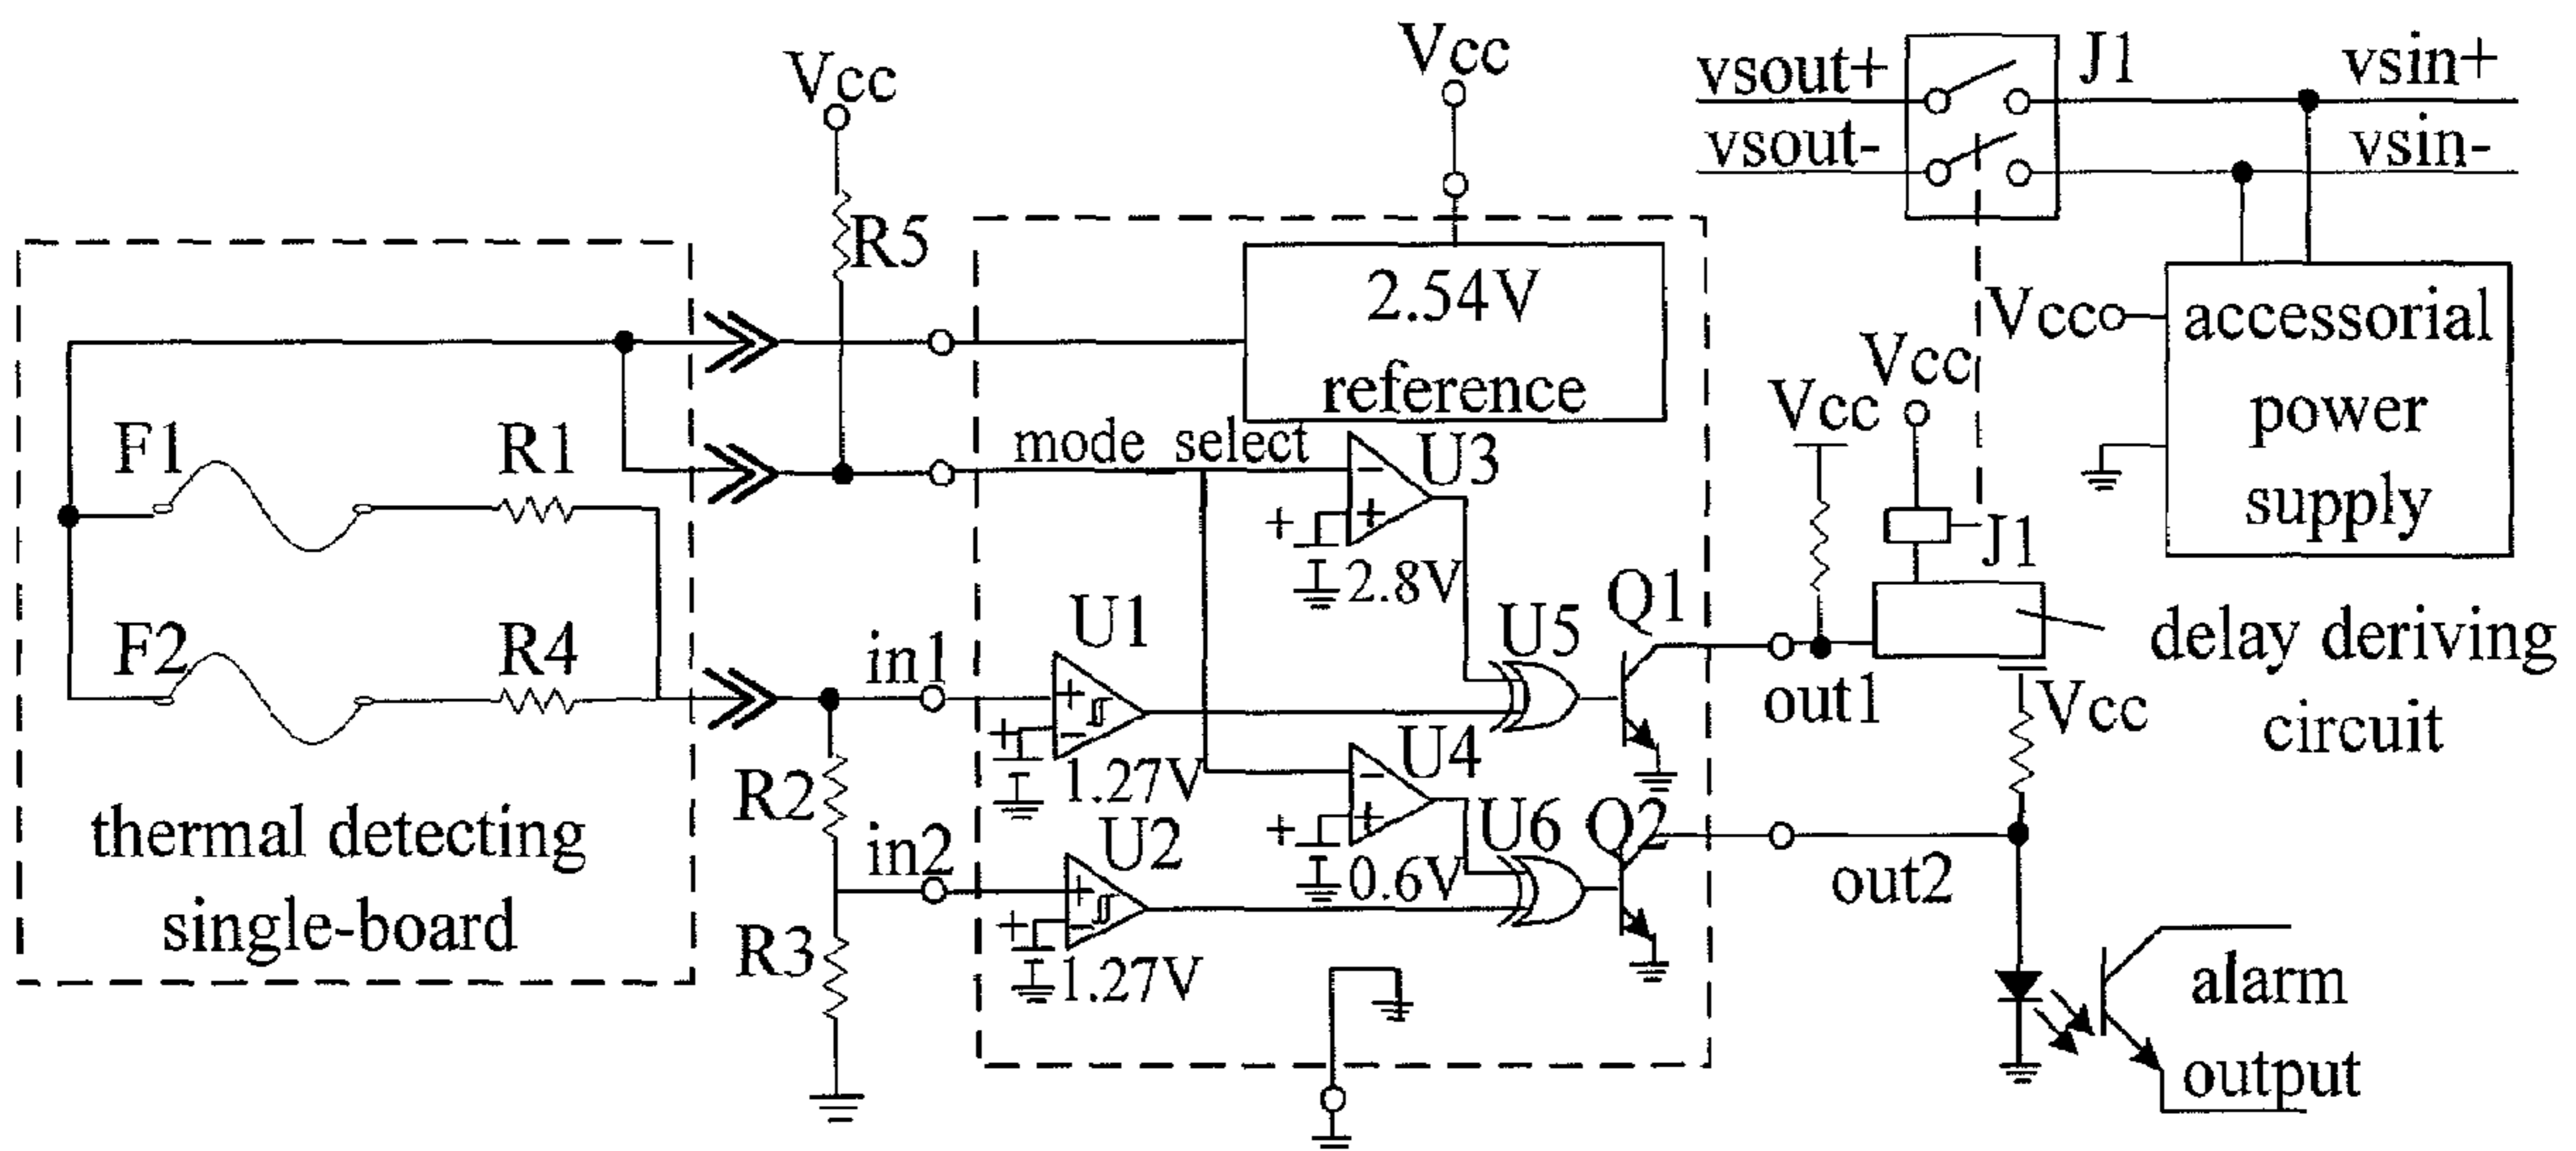 Vcc
Vcc
vsout+
J1
vsin+
vsout-
vsin-
R5
2.54V
reference
Vcc
accessorial
power
supply
Vcc
Vcc
F1
R1
mode select
U3
+
−
+
2.8V
J1
F2
R4
in1
U1
+
−
+
1.27V
U5
Q1
out1
delay deriving
circuit
Vcc
R2
U4
−
+
+
0.6V
thermal detecting
single-board
in2
U2
+
−
+
1.27V
U6
Q2
out2
R3
alarm
output